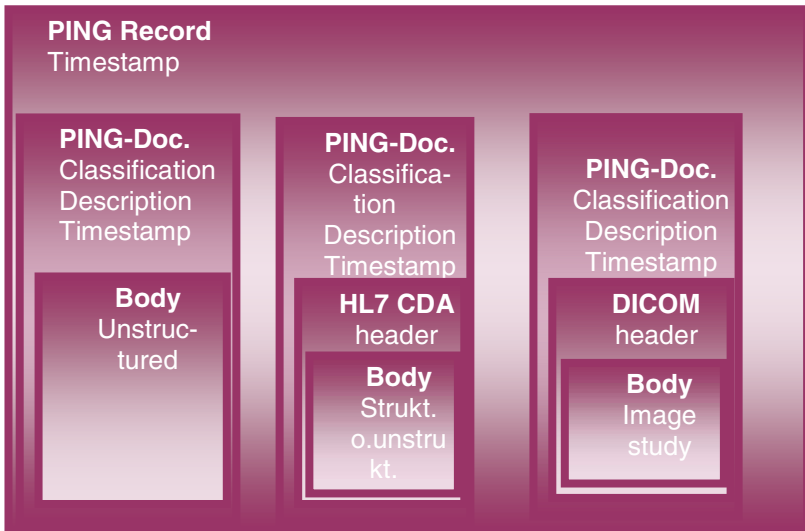 PING Record
Timestamp
PING-Doc.
Classification
Description
Timestamp
Body
Unstruc-
tured
PING-Doc.
Classifica-
tion
Description
Timestamp
HL7 CDA
header
Body
Strukt.
o.unstru
kt.
PING-Doc.
Classification
Description
Timestamp
DICOM
header
Body
Image
study